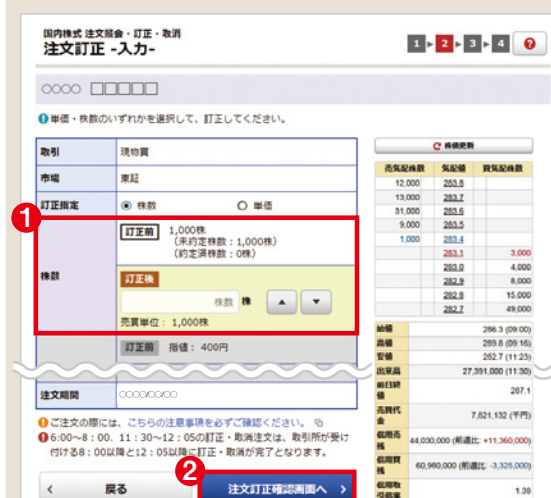 国内株式 注文照会・訂正・取消
注文訂正 -入力-
1 2 3 4 ?
○○○○ □□□□□
単価・株数のいずれかを選択して、訂正してください。
取引 現物買
市場 東証
訂正指定 株数 単価
1
株数
訂正前 1,000株
(未約定株数：1,000株)
(約定済株数：0株)
訂正後
株数 株
売買単位： 1,000株
訂正前 指値： 400円
注文期間 ○○○○/○○/○○
ご注文の際には、こちらの注意事項を必ずご確認ください。
6:00～8：00、11：30～12：05の訂正・取消注文は、取引所が受け
付ける8：00以降と12：05以降に訂正・取消が完了となります。
2
戻る
注文訂正確認画面へ
株価更新
売気配株数 気配値 買気配株数
12,000 283.8
13,000 283.7
31,000 283.6
9,000 283.5
1,000 283.4
283.1 3,000
283.0 4,000
282.9 8,000
282.8 15,000
282.7 49,000
始値 286.3 (09:00)
高値 289.8 (09:16)
安値 282.7 (11:23)
出来高 27,391,000 (11:30)
前日終値 287.1
売買代金 7,821,132 (千円)
信用売残 44,030,000 (前週比: +11,360,000)
信用買残 60,980,000 (前週比: -3,325,000)
信用取引倍率 1.38